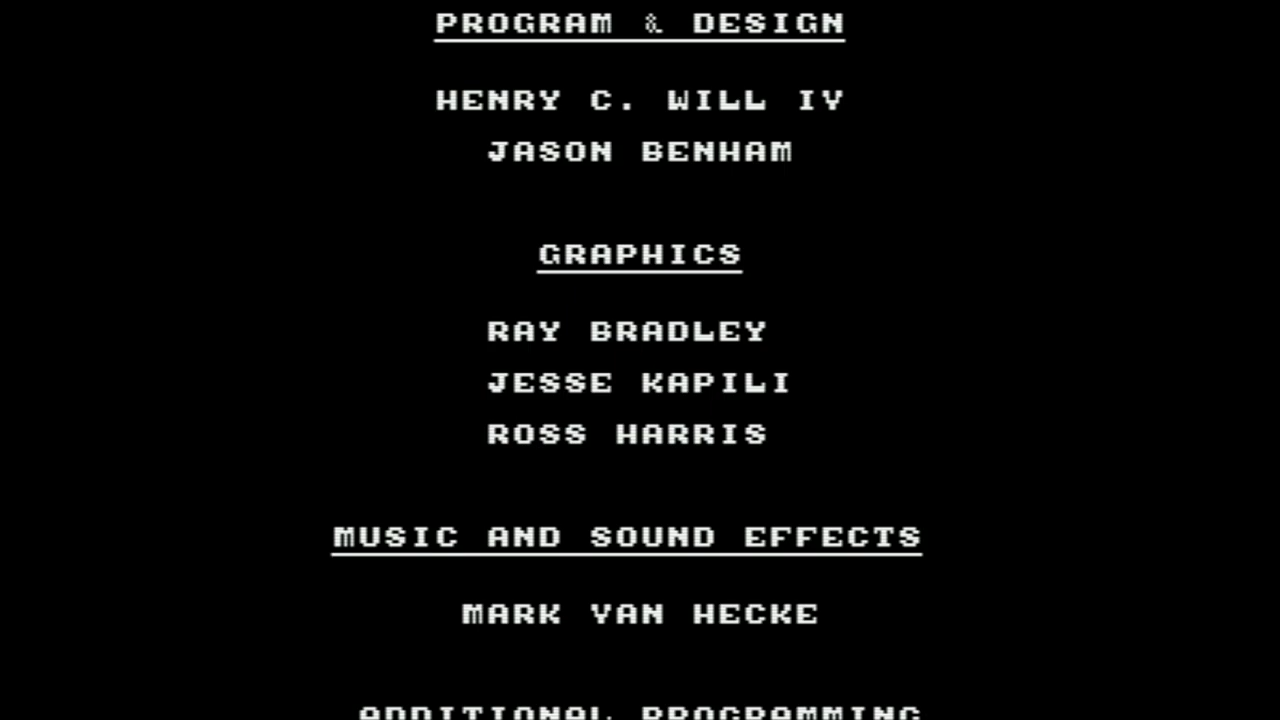 PROGRAM & DESIGN
HENRY C. WILL IV
JASON BENHAM
GRAPHICS
RAY BRADLEY
JESSE KAPILI
ROSS HARRIS
MUSIC AND SOUND EFFECTS
MARK VAN HECKE
ADDITIONAL PROGRAMMING